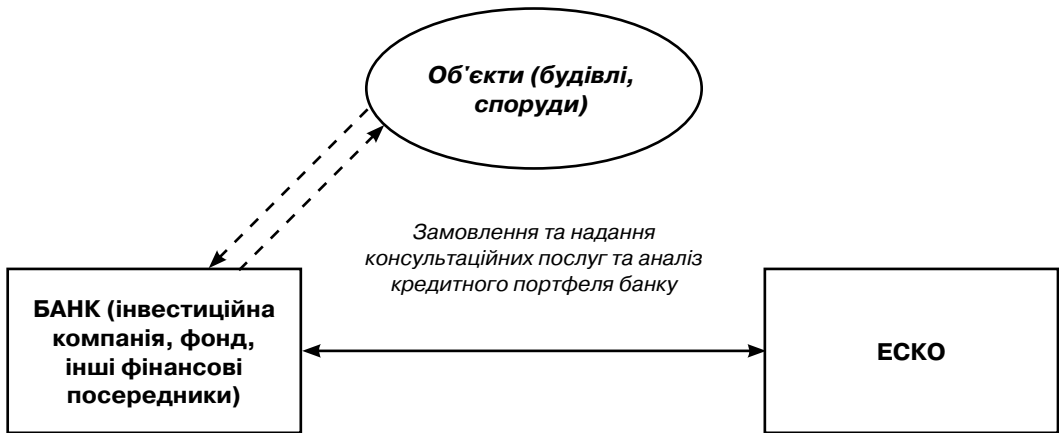 Об'єкти (будівлі,
споруди)
Замовлення та надання
консультаційних послуг та аналіз
кредитного портфеля банку
БАНК (інвестиційна
компанія, фонд,
інші фінансові
посередники)
ЕСКО